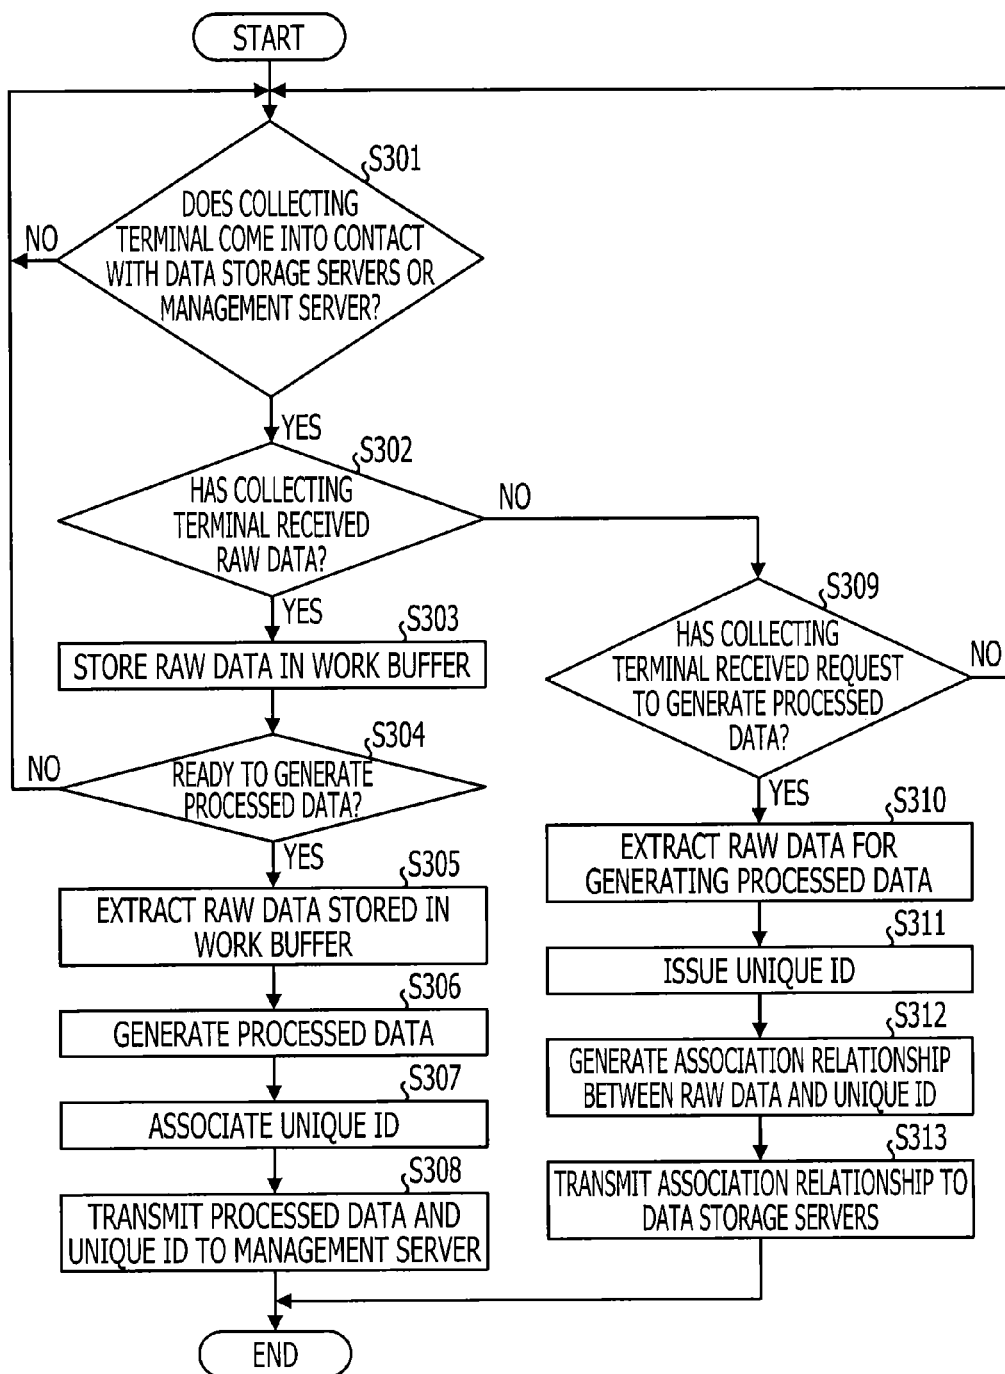 START
S301
DOES COLLECTING
TERMINAL COME INTO CONTACT
WITH DATA STORAGE SERVERS OR
MANAGEMENT SERVER?
NO
YES
S302
HAS COLLECTING
TERMINAL RECEIVED
RAW DATA?
NO
YES
S303
STORE RAW DATA IN WORK BUFFER
S304
READY TO GENERATE
PROCESSED DATA?
NO
YES
S305
EXTRACT RAW DATA STORED IN
WORK BUFFER
S306
GENERATE PROCESSED DATA
S307
ASSOCIATE UNIQUE ID
S308
TRANSMIT PROCESSED DATA AND
UNIQUE ID TO MANAGEMENT SERVER
S309
HAS COLLECTING
TERMINAL RECEIVED REQUEST
TO GENERATE PROCESSED
DATA?
NO
YES
S310
EXTRACT RAW DATA FOR
GENERATING PROCESSED DATA
S311
ISSUE UNIQUE ID
S312
GENERATE ASSOCIATION RELATIONSHIP
BETWEEN RAW DATA AND UNIQUE ID
S313
TRANSMIT ASSOCIATION RELATIONSHIP TO
DATA STORAGE SERVERS
END